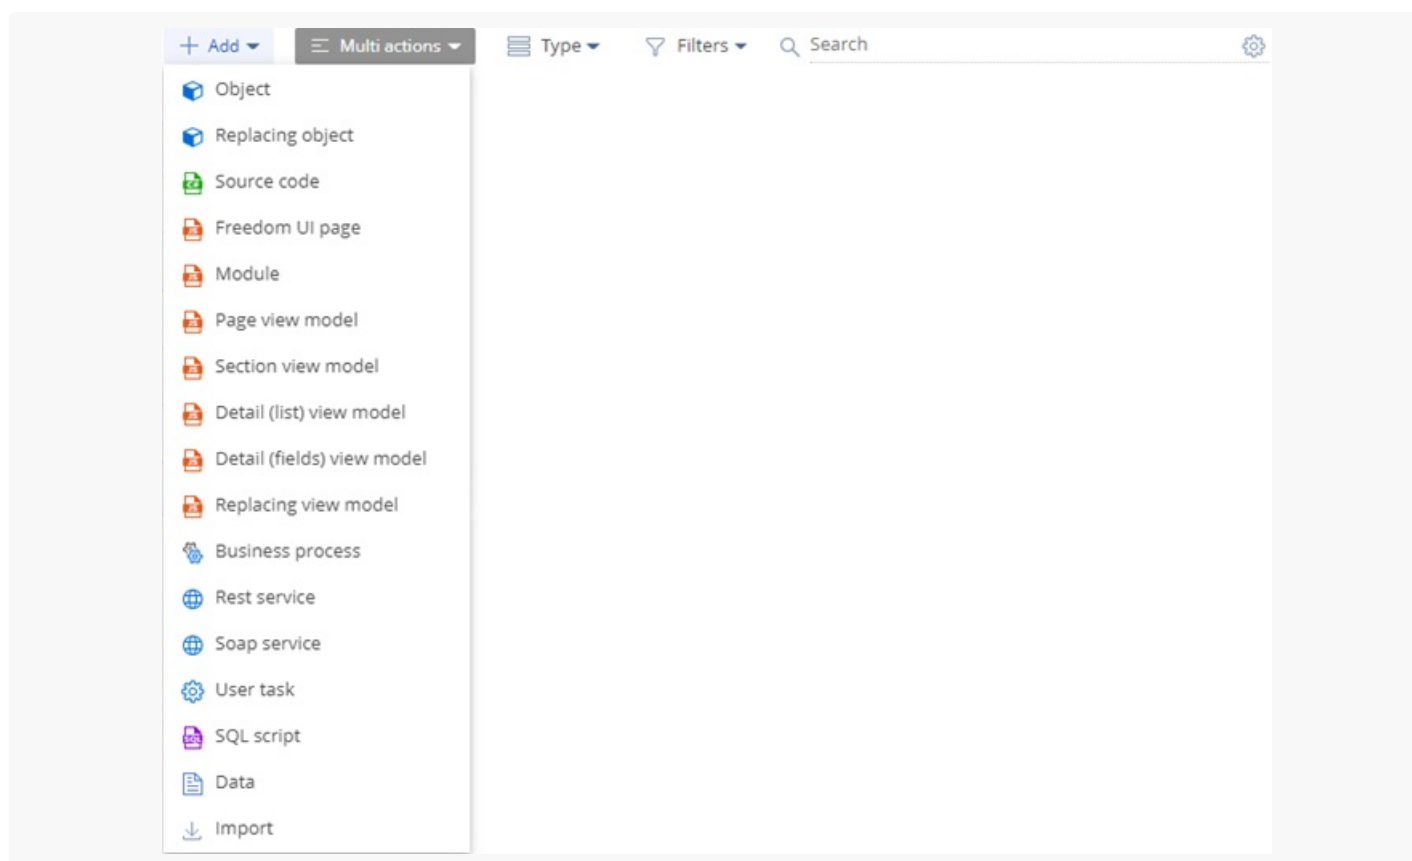 Add Multi actions Type Filters Search
Object
Replacing object
Source code
Freedom UI page
Module
Page view model
Section view model
Detail (list) view model
Detail (fields) view model
Replacing view model
Business process
Rest service
Soap service
User task
SQL script
Data
Import